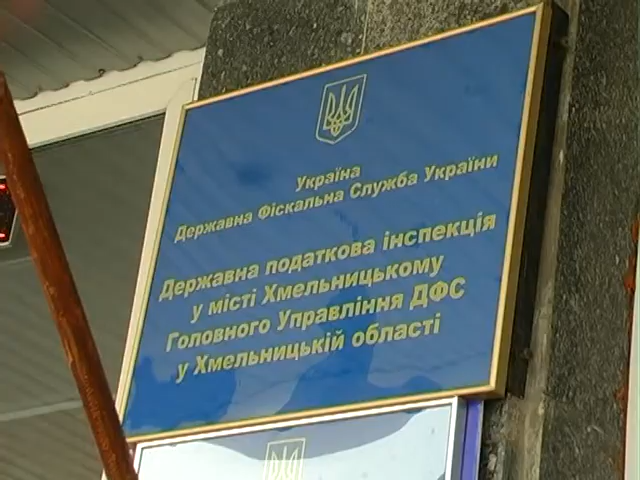 Україна
Державна Фіскальна Служба України
Державна податкова інспекція
у місті Хмельницькому
Головного Управління ДФС
у Хмельницькій області